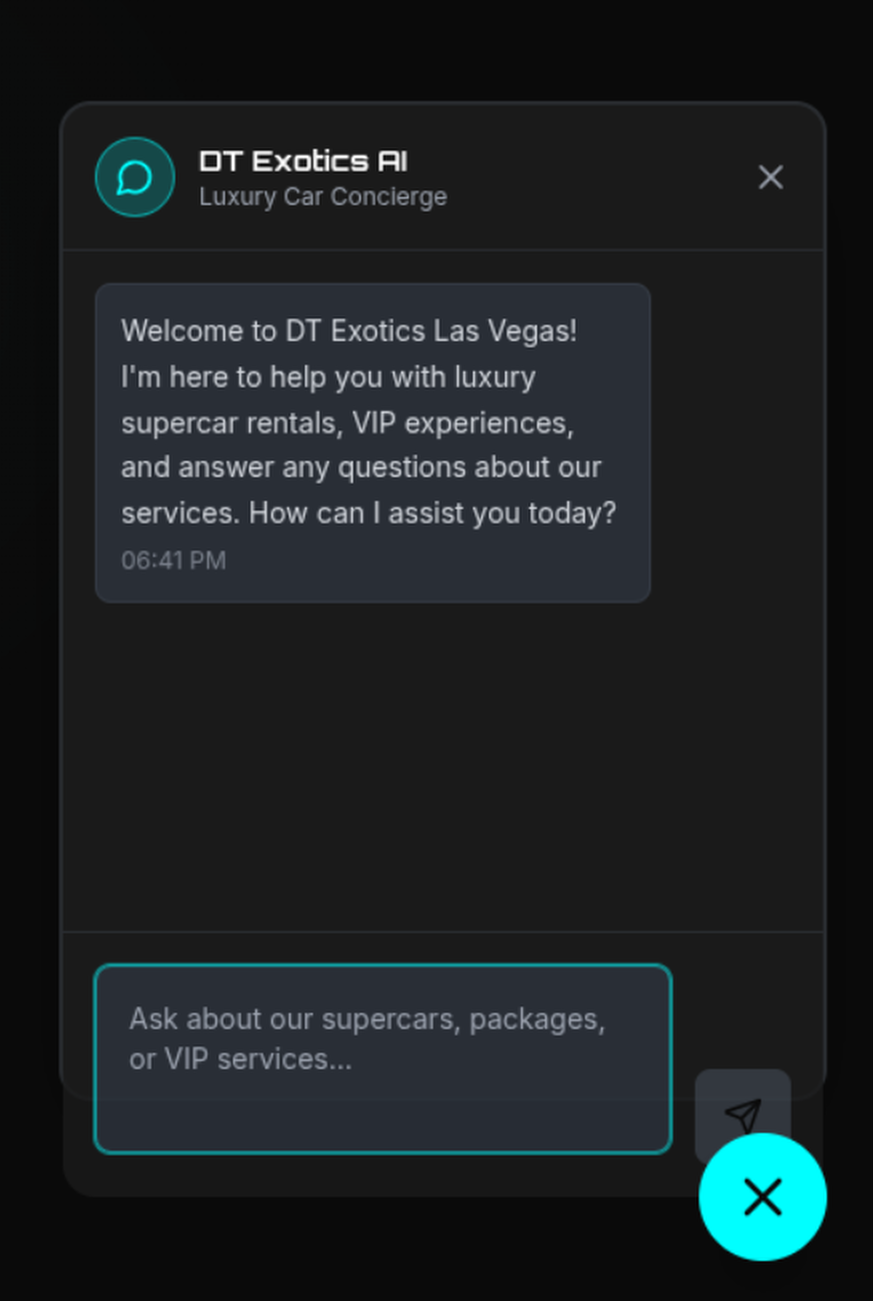 DT Exotics AI
Luxury Car Concierge
Welcome to DT Exotics Las Vegas!
I'm here to help you with luxury
supercar rentals, VIP experiences,
and answer any questions about our
services. How can I assist you today?
06:41 PM
Ask about our supercars, packages,
or VIP services...